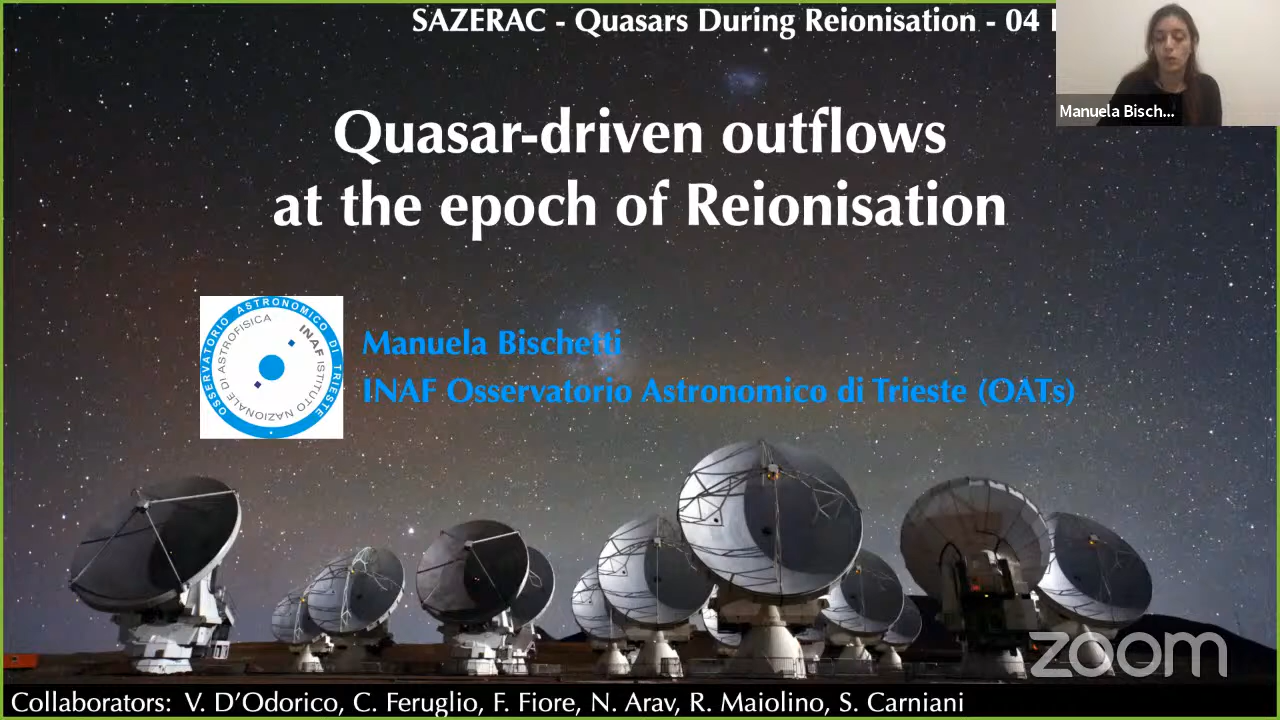 SAZERAC - Quasars During Reionisation - 04
Manuela Bisch...
Quasar-driven outflows
at the epoch of Reionisation
OSSERVATORIO ASTRONOMICO DI TRIESTE
INAF ISTITUTO NAZIONALE DI ASTROFISICA
Manuela Bischetti
INAF Osservatorio Astronomico di Trieste (OATs)
zoom
Collaborators: V. D’Odorico, C. Feruglio, F. Fiore, N. Arav, R. Maiolino, S. Carniani